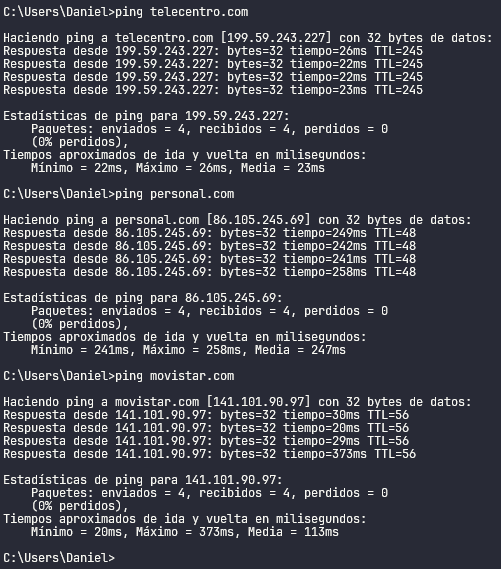 C:\Users\Daniel>ping telecentro.com
Haciendo ping a telecentro.com [199.59.243.227] con 32 bytes de datos:
Respuesta desde 199.59.243.227: bytes=32 tiempo=26ms TTL=245
Respuesta desde 199.59.243.227: bytes=32 tiempo=22ms TTL=245
Respuesta desde 199.59.243.227: bytes=32 tiempo=22ms TTL=245
Respuesta desde 199.59.243.227: bytes=32 tiempo=23ms TTL=245
Estadísticas de ping para 199.59.243.227:
Paquetes: enviados = 4, recibidos = 4, perdidos = 0
(0% perdidos),
Tiempos aproximados de ida y vuelta en milisegundos:
Mínimo = 22ms, Máximo = 26ms, Media = 23ms
C:\Users\Daniel>ping personal.com
Haciendo ping a personal.com [86.105.245.69] con 32 bytes de datos:
Respuesta desde 86.105.245.69: bytes=32 tiempo=249ms TTL=48
Respuesta desde 86.105.245.69: bytes=32 tiempo=242ms TTL=48
Respuesta desde 86.105.245.69: bytes=32 tiempo=241ms TTL=48
Respuesta desde 86.105.245.69: bytes=32 tiempo=258ms TTL=48
Estadísticas de ping para 86.105.245.69:
Paquetes: enviados = 4, recibidos = 4, perdidos = 0
(0% perdidos),
Tiempos aproximados de ida y vuelta en milisegundos:
Mínimo = 241ms, Máximo = 258ms, Media = 247ms
C:\Users\Daniel>ping movistar.com
Haciendo ping a movistar.com [141.101.90.97] con 32 bytes de datos:
Respuesta desde 141.101.90.97: bytes=32 tiempo=30ms TTL=56
Respuesta desde 141.101.90.97: bytes=32 tiempo=20ms TTL=56
Respuesta desde 141.101.90.97: bytes=32 tiempo=29ms TTL=56
Respuesta desde 141.101.90.97: bytes=32 tiempo=373ms TTL=56
Estadísticas de ping para 141.101.90.97:
Paquetes: enviados = 4, recibidos = 4, perdidos = 0
(0% perdidos),
Tiempos aproximados de ida y vuelta en milisegundos:
Mínimo = 20ms, Máximo = 373ms, Media = 113ms
C:\Users\Daniel>